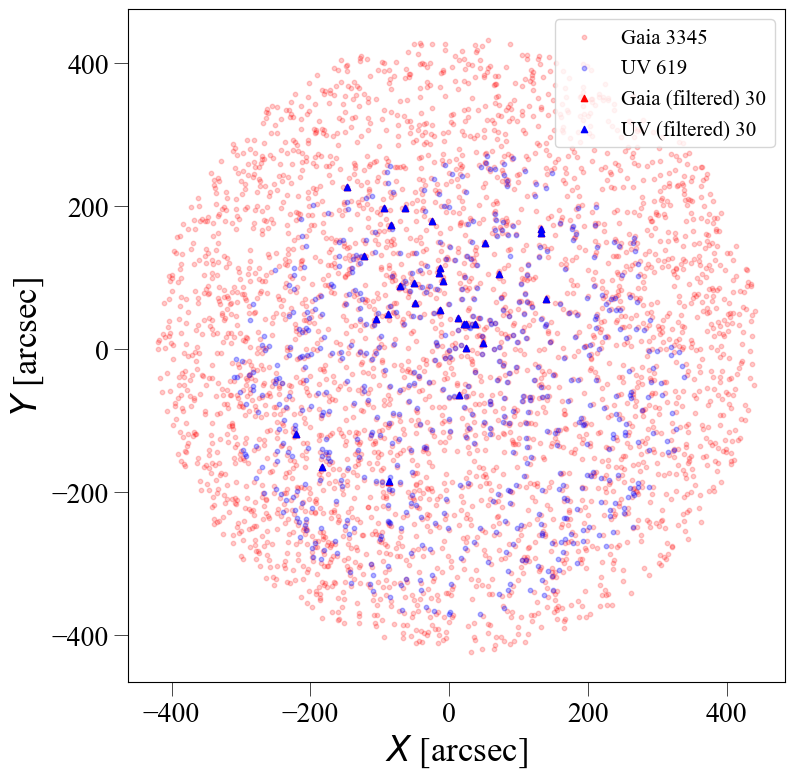 Gaia 3345
UV 619
Gaia (filtered) 30
UV (filtered) 30
400
200
0
−200
−400
Y [arcsec]
−400 −200 0 200 400
X [arcsec]